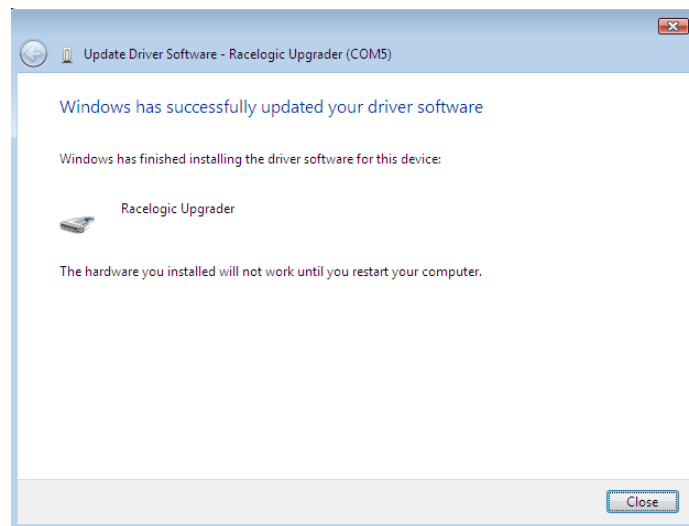 Update Driver Software - Racelogic Upgrader (COM5)
Windows has successfully updated your driver software
Windows has finished installing the driver software for this device:
Racelogic Upgrader
The hardware you installed will not work until you restart your computer.
Close